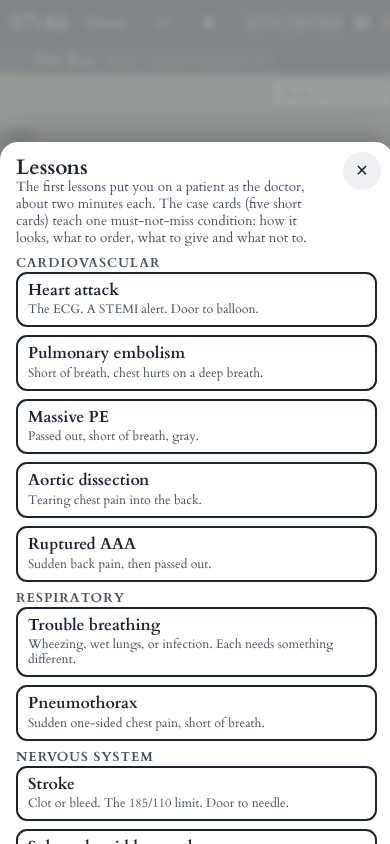 Lessons
The first lessons put you on a patient as the doctor,
about two minutes each. The case cards (five short
cards) teach one must-not-miss condition: how it
looks, what to order, what to give and what not to.
CARDIOVASCULAR
Heart attack
The ECG. A STEMI alert. Door to balloon.
Pulmonary embolism
Short of breath, chest hurts on a deep breath.
Massive PE
Passed out, short of breath, gray.
Aortic dissection
Tearing chest pain into the back.
Ruptured AAA
Sudden back pain, then passed out.
RESPIRATORY
Trouble breathing
Wheezing, wet lungs, or infection. Each needs something
different.
Pneumothorax
Sudden one-sided chest pain, short of breath.
NERVOUS SYSTEM
Stroke
Clot or bleed. The 185/110 limit. Door to needle.